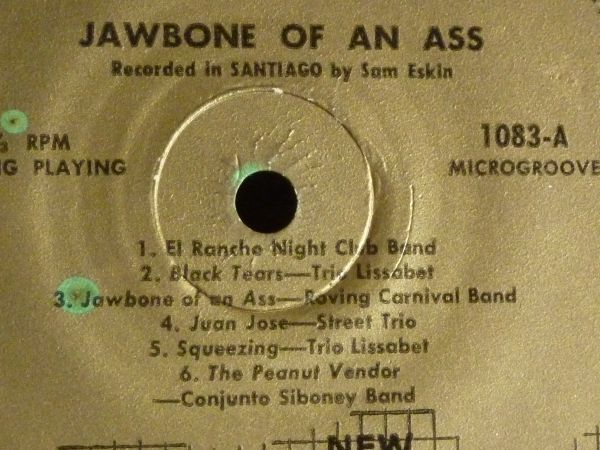 JAWBONE OF AN ASS
Recorded in SANTIAGO by Sam Eskin
RPM
NG PLAYING
1083-A
MICROGROOVE
1. El Rancho Night Club Band
2. Black Tears—Trio Lissabet
3. Jawbone of an Ass—Roving Carnival Band
4. Juan Jose—Street Trio
5. Squeezing—Trio Lissabet
6. The Peanut Vendor
—Conjunto Siboney Band
NEW